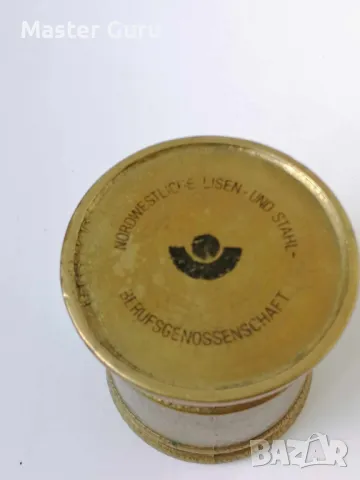 Master Guru
NORDWESTLICHE EISEN- UND STAHL-
BERUFSGENOSSENSCHAFT
BAZAR